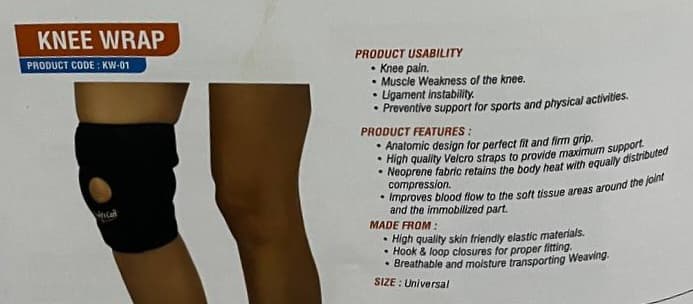 KNEE WRAP
PRODUCT CODE : KW-01
PRODUCT USABILITY
• Knee pain.
• Muscle Weakness of the knee.
• Ligament instability.
• Preventive support for sports and physical activities.
PRODUCT FEATURES :
• Anatomic design for perfect fit and firm grip.
• High quality Velcro straps to provide maximum support.
• Neoprene fabric retains the body heat with equally distributed
compression.
• Improves blood flow to the soft tissue areas around the joint
and the immobilized part.
MADE FROM :
• High quality skin friendly elastic materials.
• Hook & loop closures for proper fitting.
• Breathable and moisture transporting Weaving.
SIZE : Universal